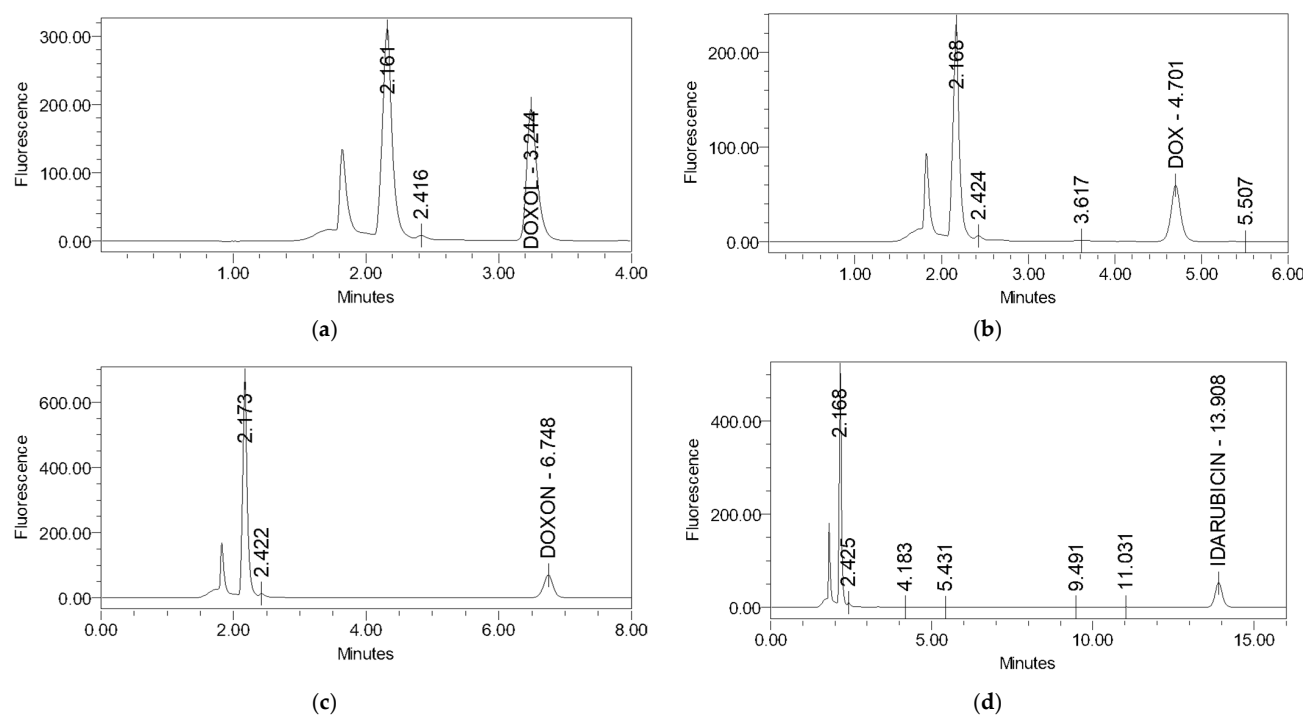 Fluorescence
300.00
200.00
100.00
0.00
2.161
2.416
DOXOL - 3.244
1.00 2.00 3.00 4.00
Minutes
(a)
Fluorescence
200.00
100.00
0.00
2.168
2.424
3.617
DOX - 4.701
5.507
1.00 2.00 3.00 4.00 5.00 6.00
Minutes
(b)
Fluorescence
600.00
400.00
200.00
0.00
2.173
2.422
DOXON - 6.748
0.00 2.00 4.00 6.00 8.00
Minutes
(c)
Fluorescence
400.00
200.00
0.00
2.168
2.425
4.183
5.431
9.491
11.031
IDARUBICIN - 13.908
0.00 5.00 10.00 15.00
Minutes
(d)